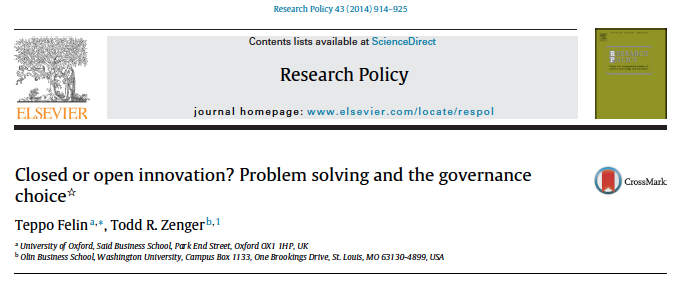 Research Policy 43 (2014) 914–925
Contents lists available at ScienceDirect
Research Policy
journal homepage: www.elsevier.com/locate/respol
ELSEVIER
Closed or open innovation? Problem solving and the governance
choice☆
CrossMark
Teppo Felin a,∗, Todd R. Zenger b,1
a University of Oxford, Saïd Business School, Park End Street, Oxford OX1 1HP, UK
b Olin Business School, Washington University, Campus Box 1133, One Brookings Drive, St. Louis, MO 63130-4899, USA